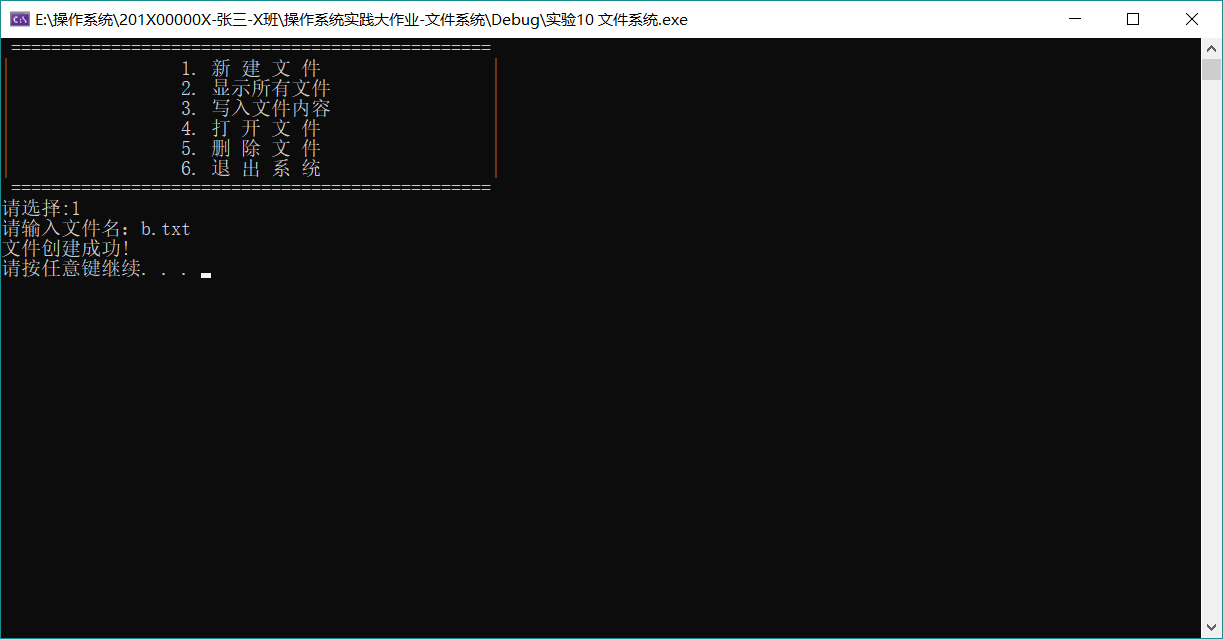 E:\操作系统\201X00000X-张三-X班\操作系统实践大作业-文件系统\Debug\实验10 文件系统.exe
================================================
1. 新 建 文 件
2. 显示所有文件
3. 写入文件内容
4. 打 开 文 件
5. 删 除 文 件
6. 退 出 系 统
================================================
请选择:1
请输入文件名：b.txt
文件创建成功!
请按任意键继续. . .